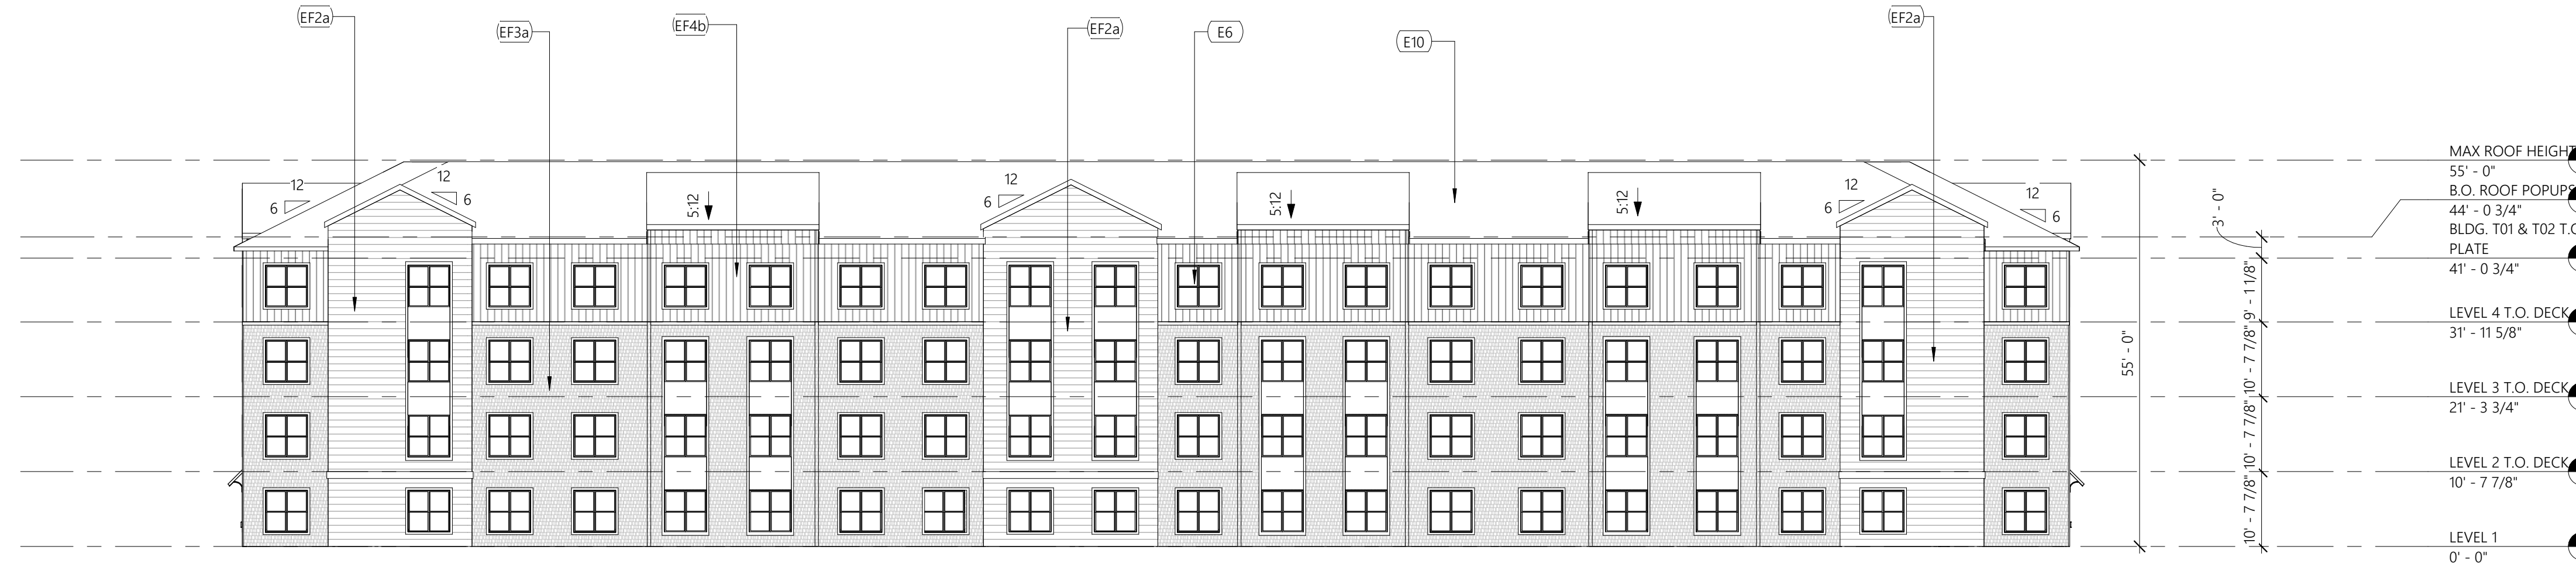 EF2a
EF3a
EF4b
EF2a
E6
E10
EF2a
12
6
12
6
5:12
12
6
5:12
5:12
12
6
12
6
55' - 0"
3' - 0"
9' - 1 1/8"
10' - 7 7/8"
10' - 7 7/8"
10' - 7 7/8"
MAX ROOF HEIGHT
55' - 0"
B.O. ROOF POPUPS
44' - 0 3/4"
BLDG. T01 & T02 T.O
PLATE
41' - 0 3/4"
LEVEL 4 T.O. DECK
31' - 11 5/8"
LEVEL 3 T.O. DECK
21' - 3 3/4"
LEVEL 2 T.O. DECK
10' - 7 7/8"
LEVEL 1
0' - 0"